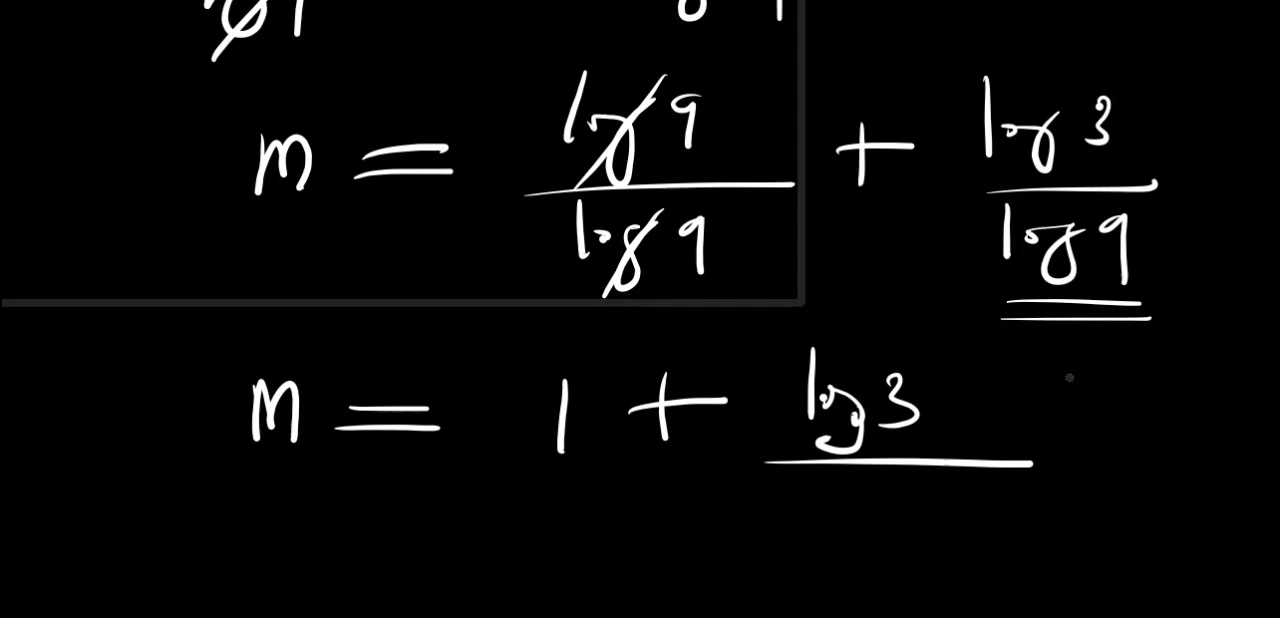 m = log 9 / log 9 + log 3 / log 9
m = 1 + log 3 /